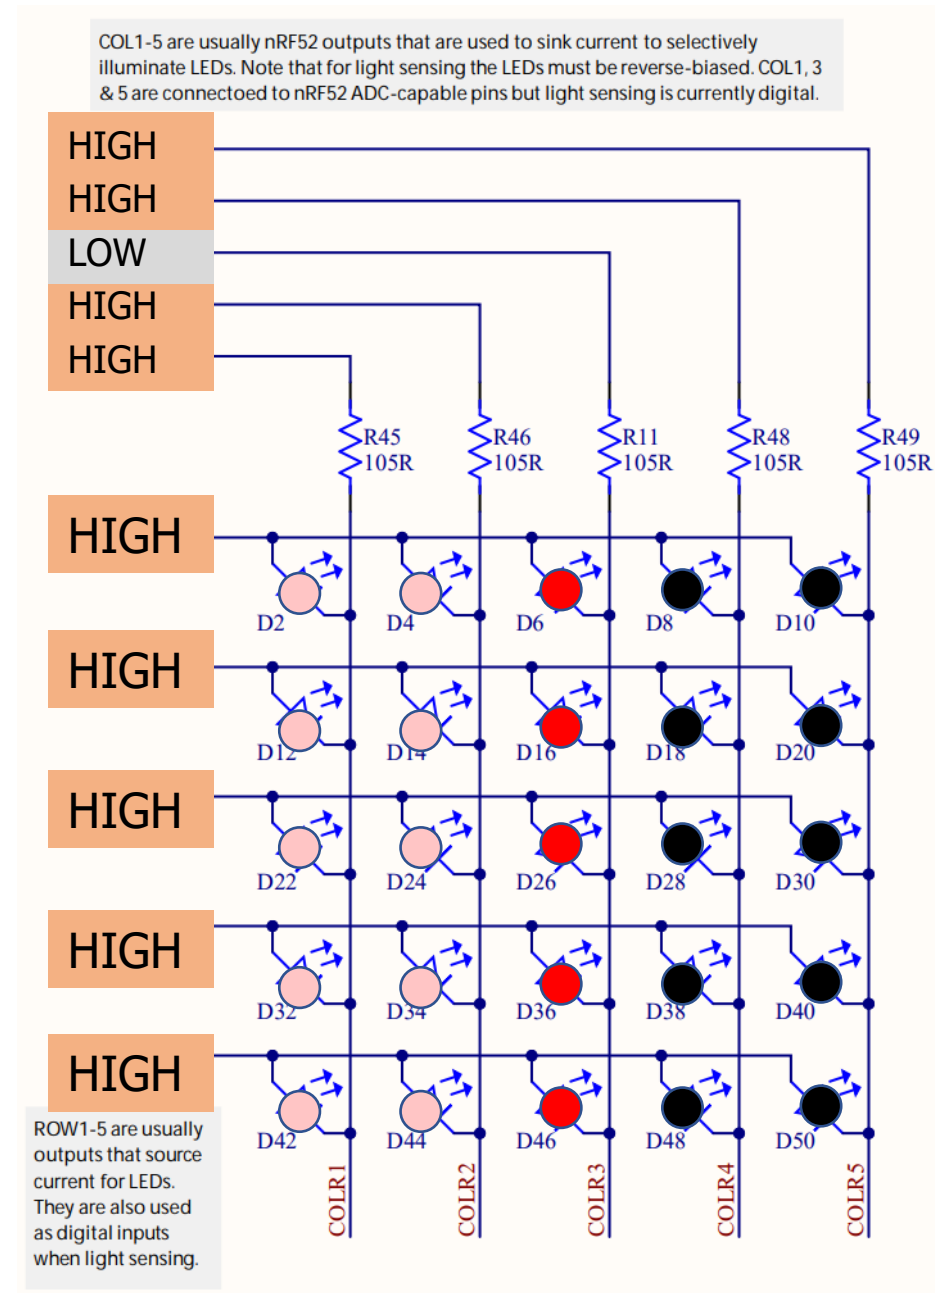 COL1-5 are usually nRF52 outputs that are used to sink current to selectively
illuminate LEDs. Note that for light sensing the LEDs must be reverse-biased. COL1, 3
& 5 are connectoed to nRF52 ADC-capable pins but light sensing is currently digital.
HIGH
HIGH
LOW
HIGH
HIGH
R45 R46 R11 R48 R49
105R 105R 105R 105R 105R
HIGH
D2 D4 D6 D8 D10
HIGH
D12 D14 D16 D18 D20
HIGH
D22 D24 D26 D28 D30
HIGH
D32 D34 D36 D38 D40
HIGH
D42 D44 D46 D48 D50
ROW1-5 are usually
outputs that source
current for LEDs.
They are also used
as digital inputs
when light sensing.
COLR1 COLR2 COLR3 COLR4 COLR5